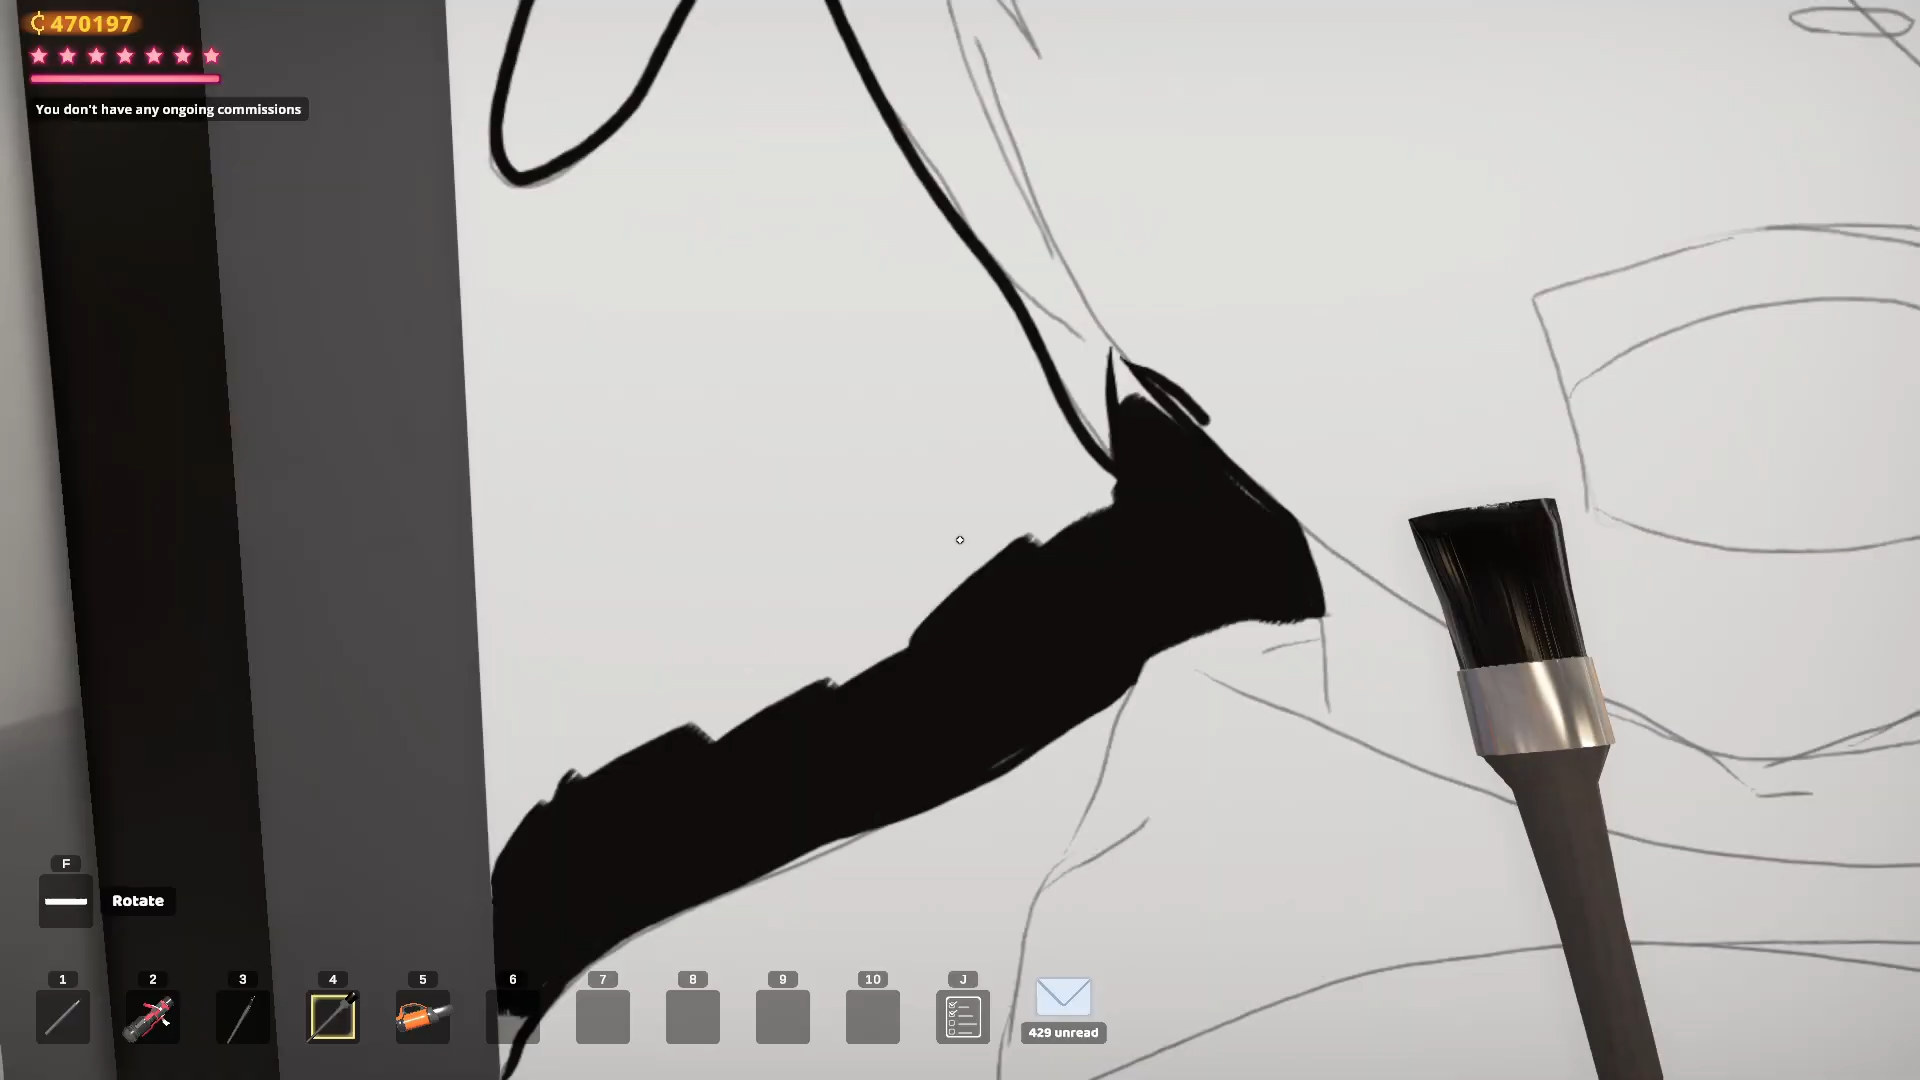 ₵ 470197
You don't have any ongoing commissions
F
Rotate
1 2 3 4 5 6 7 8 9 10 J
429 unread